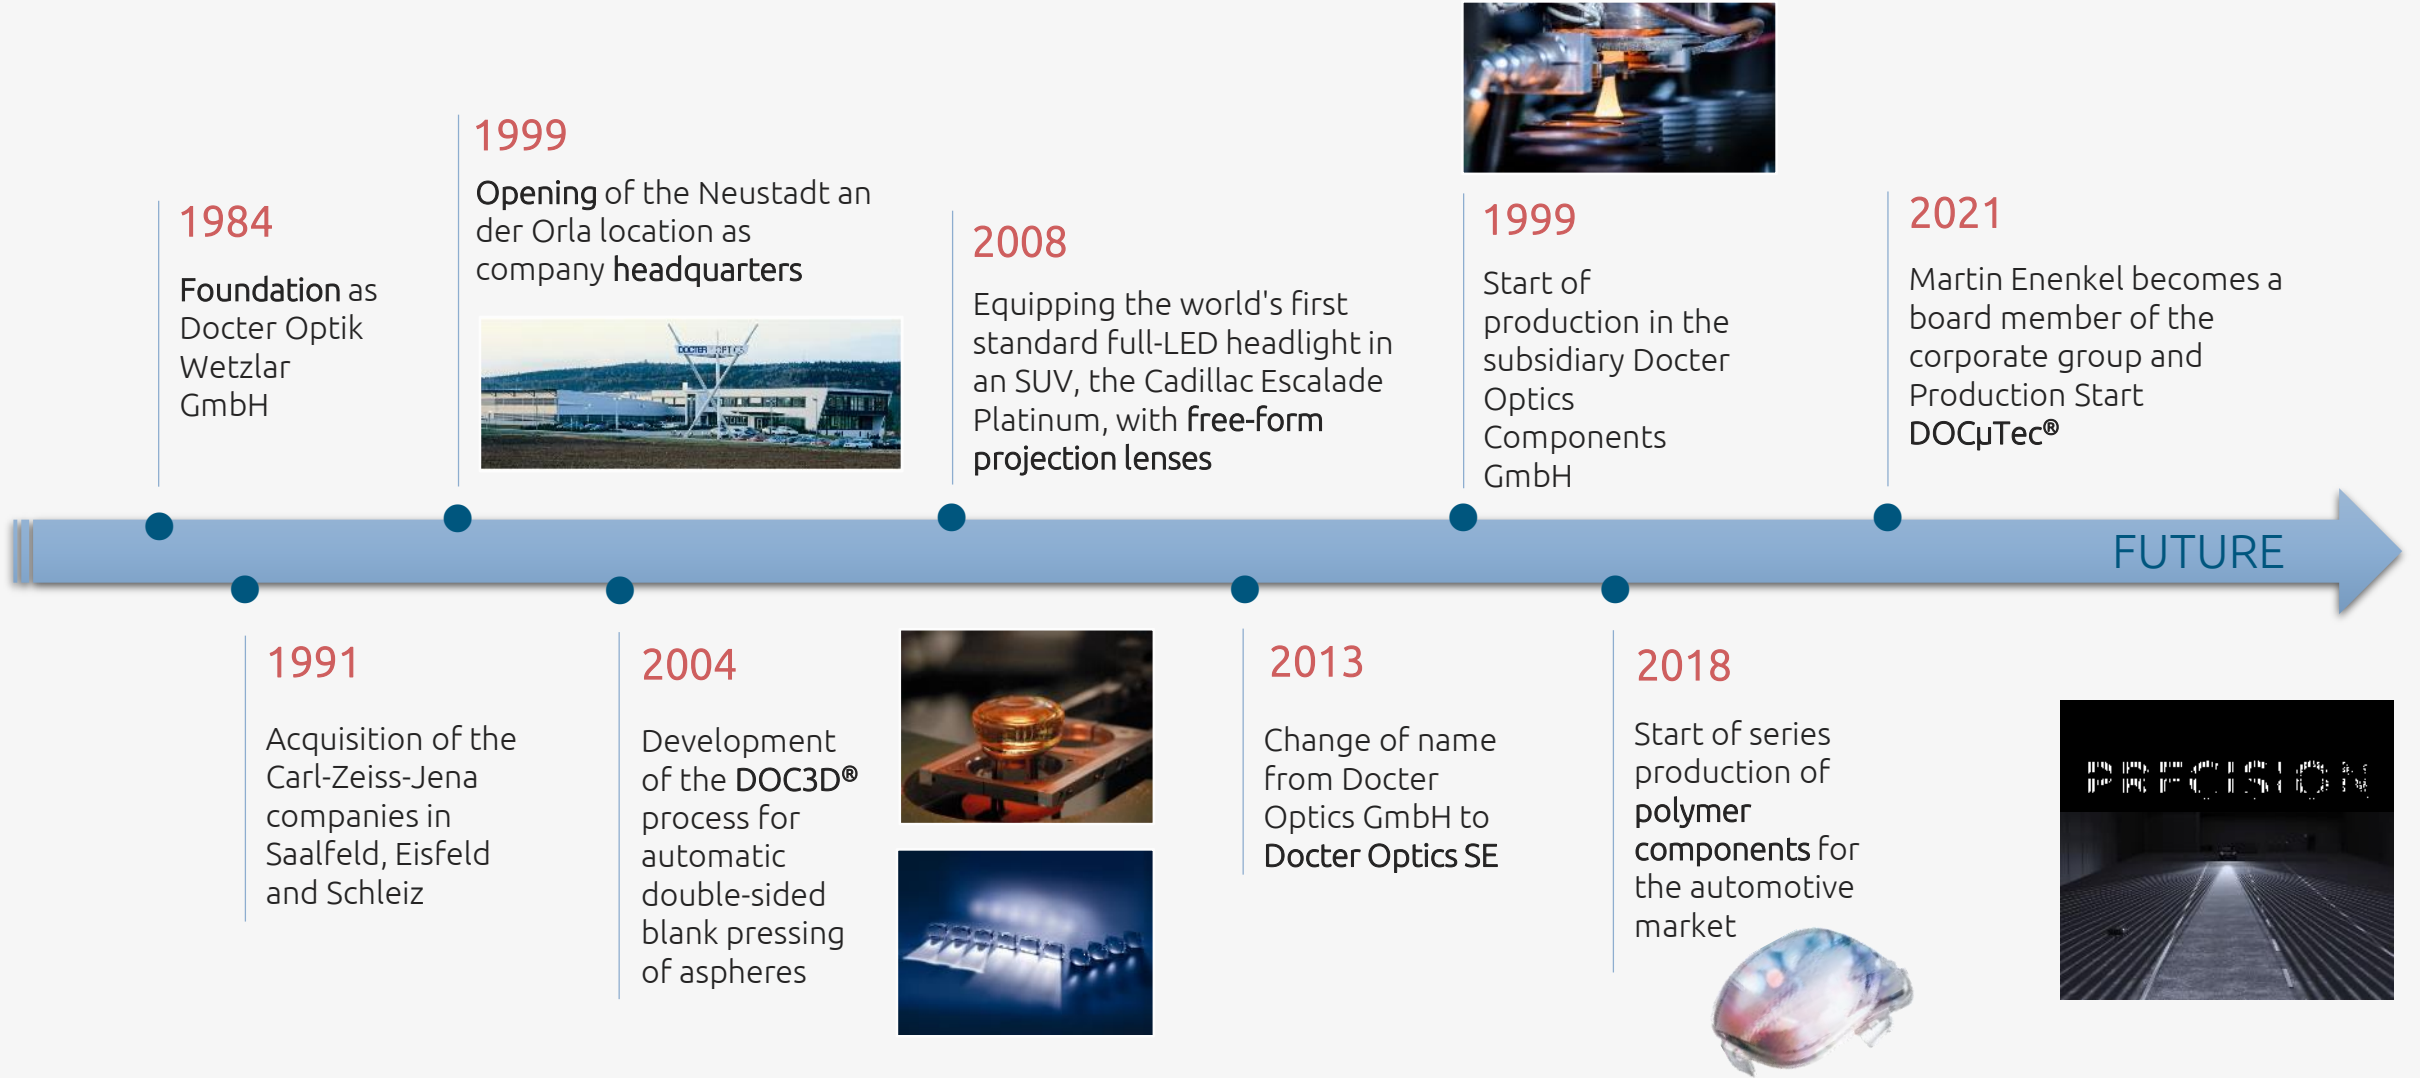 1984
Foundation as
Docter Optik
Wetzlar
GmbH
1999
Opening of the Neustadt an
der Orla location as
company headquarters
DOCTER OPTICS
2008
Equipping the world's first
standard full-LED headlight in
an SUV, the Cadillac Escalade
Platinum, with free-form
projection lenses
1999
Start of
production in the
subsidiary Docter
Optics
Components
GmbH
2021
Martin Enenkel becomes a
board member of the
corporate group and
Production Start
DOCµTec®
FUTURE
1991
Acquisition of the
Carl-Zeiss-Jena
companies in
Saalfeld, Eisfeld
and Schleiz
2004
Development
of the DOC3D®
process for
automatic
double-sided
blank pressing
of aspheres
2013
Change of name
from Docter
Optics GmbH to
Docter Optics SE
2018
Start of series
production of
polymer
components for
the automotive
market
PRECISION